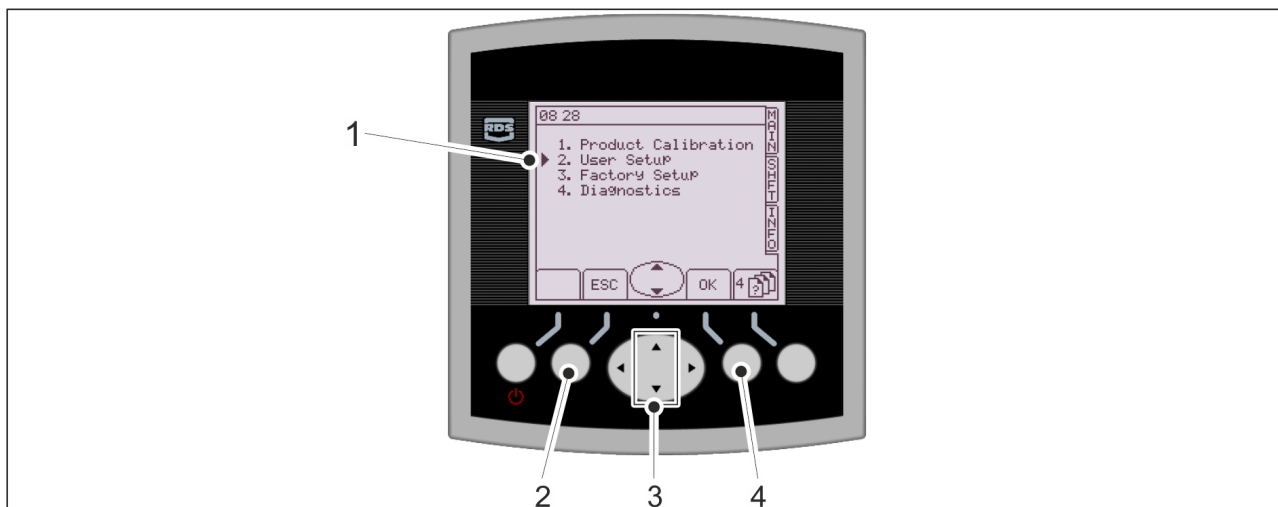 1
RDS
08 28
MAIN
SHFT
INFO
1. Product Calibration
2. User Setup
3. Factory Setup
4. Diagnostics
ESC
OK
4 ?
2
3
4